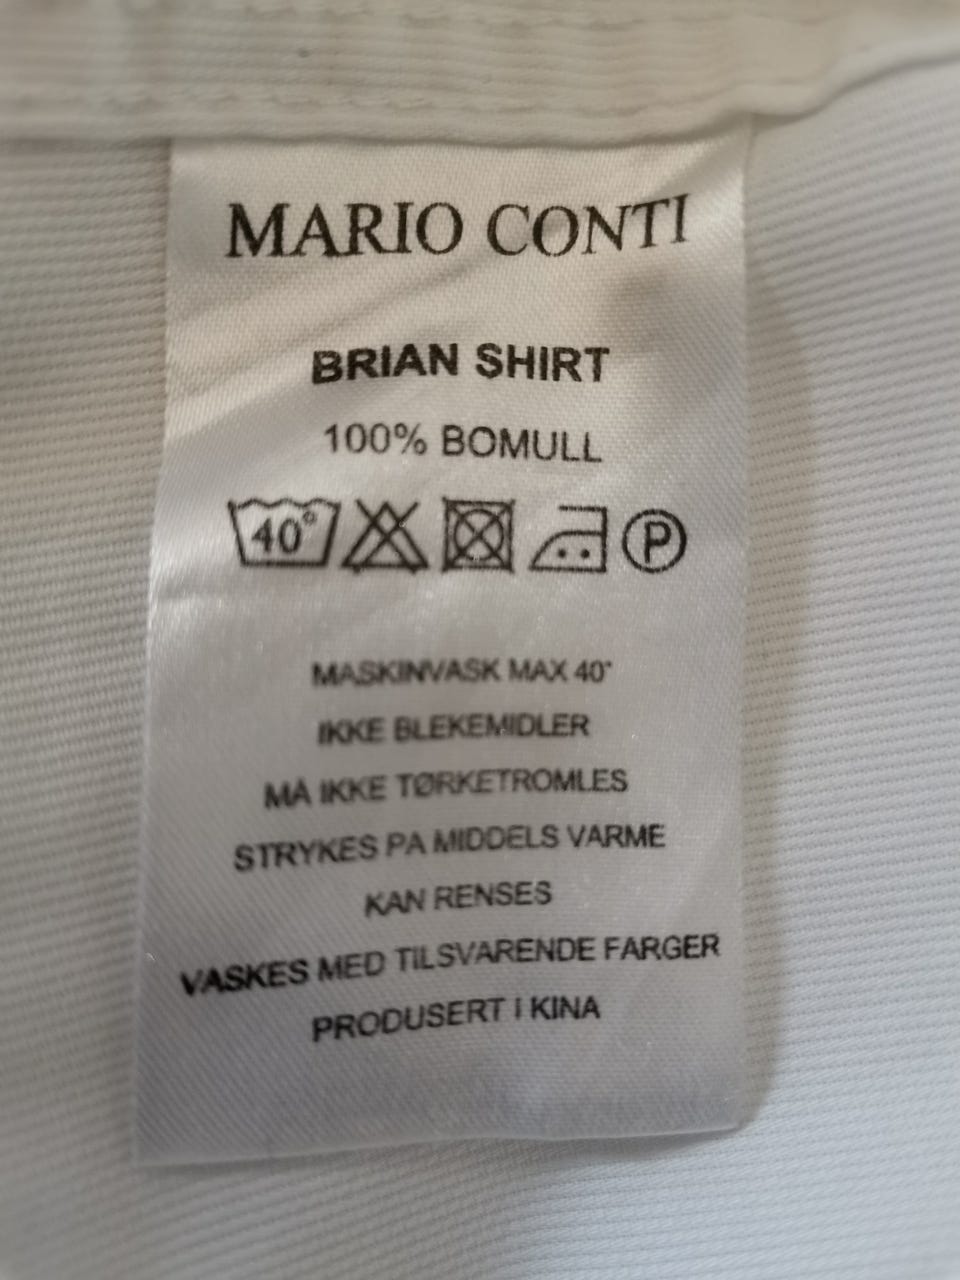 MARIO CONTI
BRIAN SHIRT
100% BOMULL
40° P
MASKINVASK MAX 40°
IKKE BLEKEMIDLER
MÅ IKKE TØRKETROMLES
STRYKES PÅ MIDDELS VARME
KAN RENSES
VASKES MED TILSVARENDE FARGER
PRODUSERT I KINA